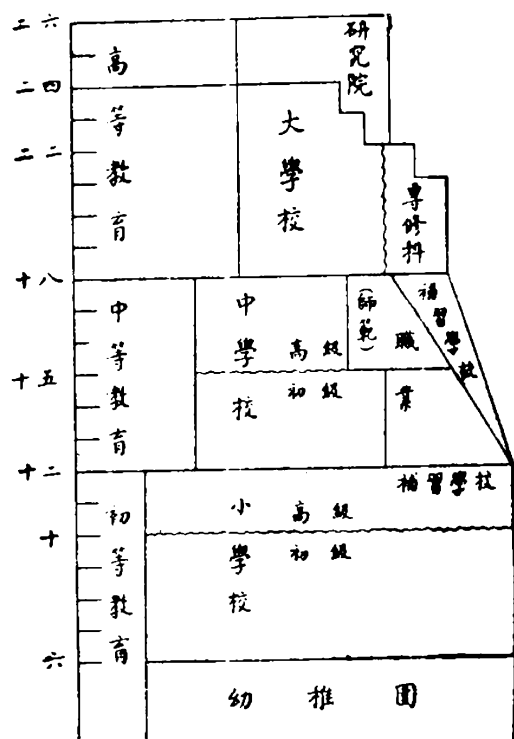 二六
二四
二二
十八
十五
十二
十
六
高等教育
中等教育
初等教育
研究院
大學校
專修科
中學校
高級
初級
(師範)
職業
補習學校
補習學校
小學校
高級
初級
幼稚園